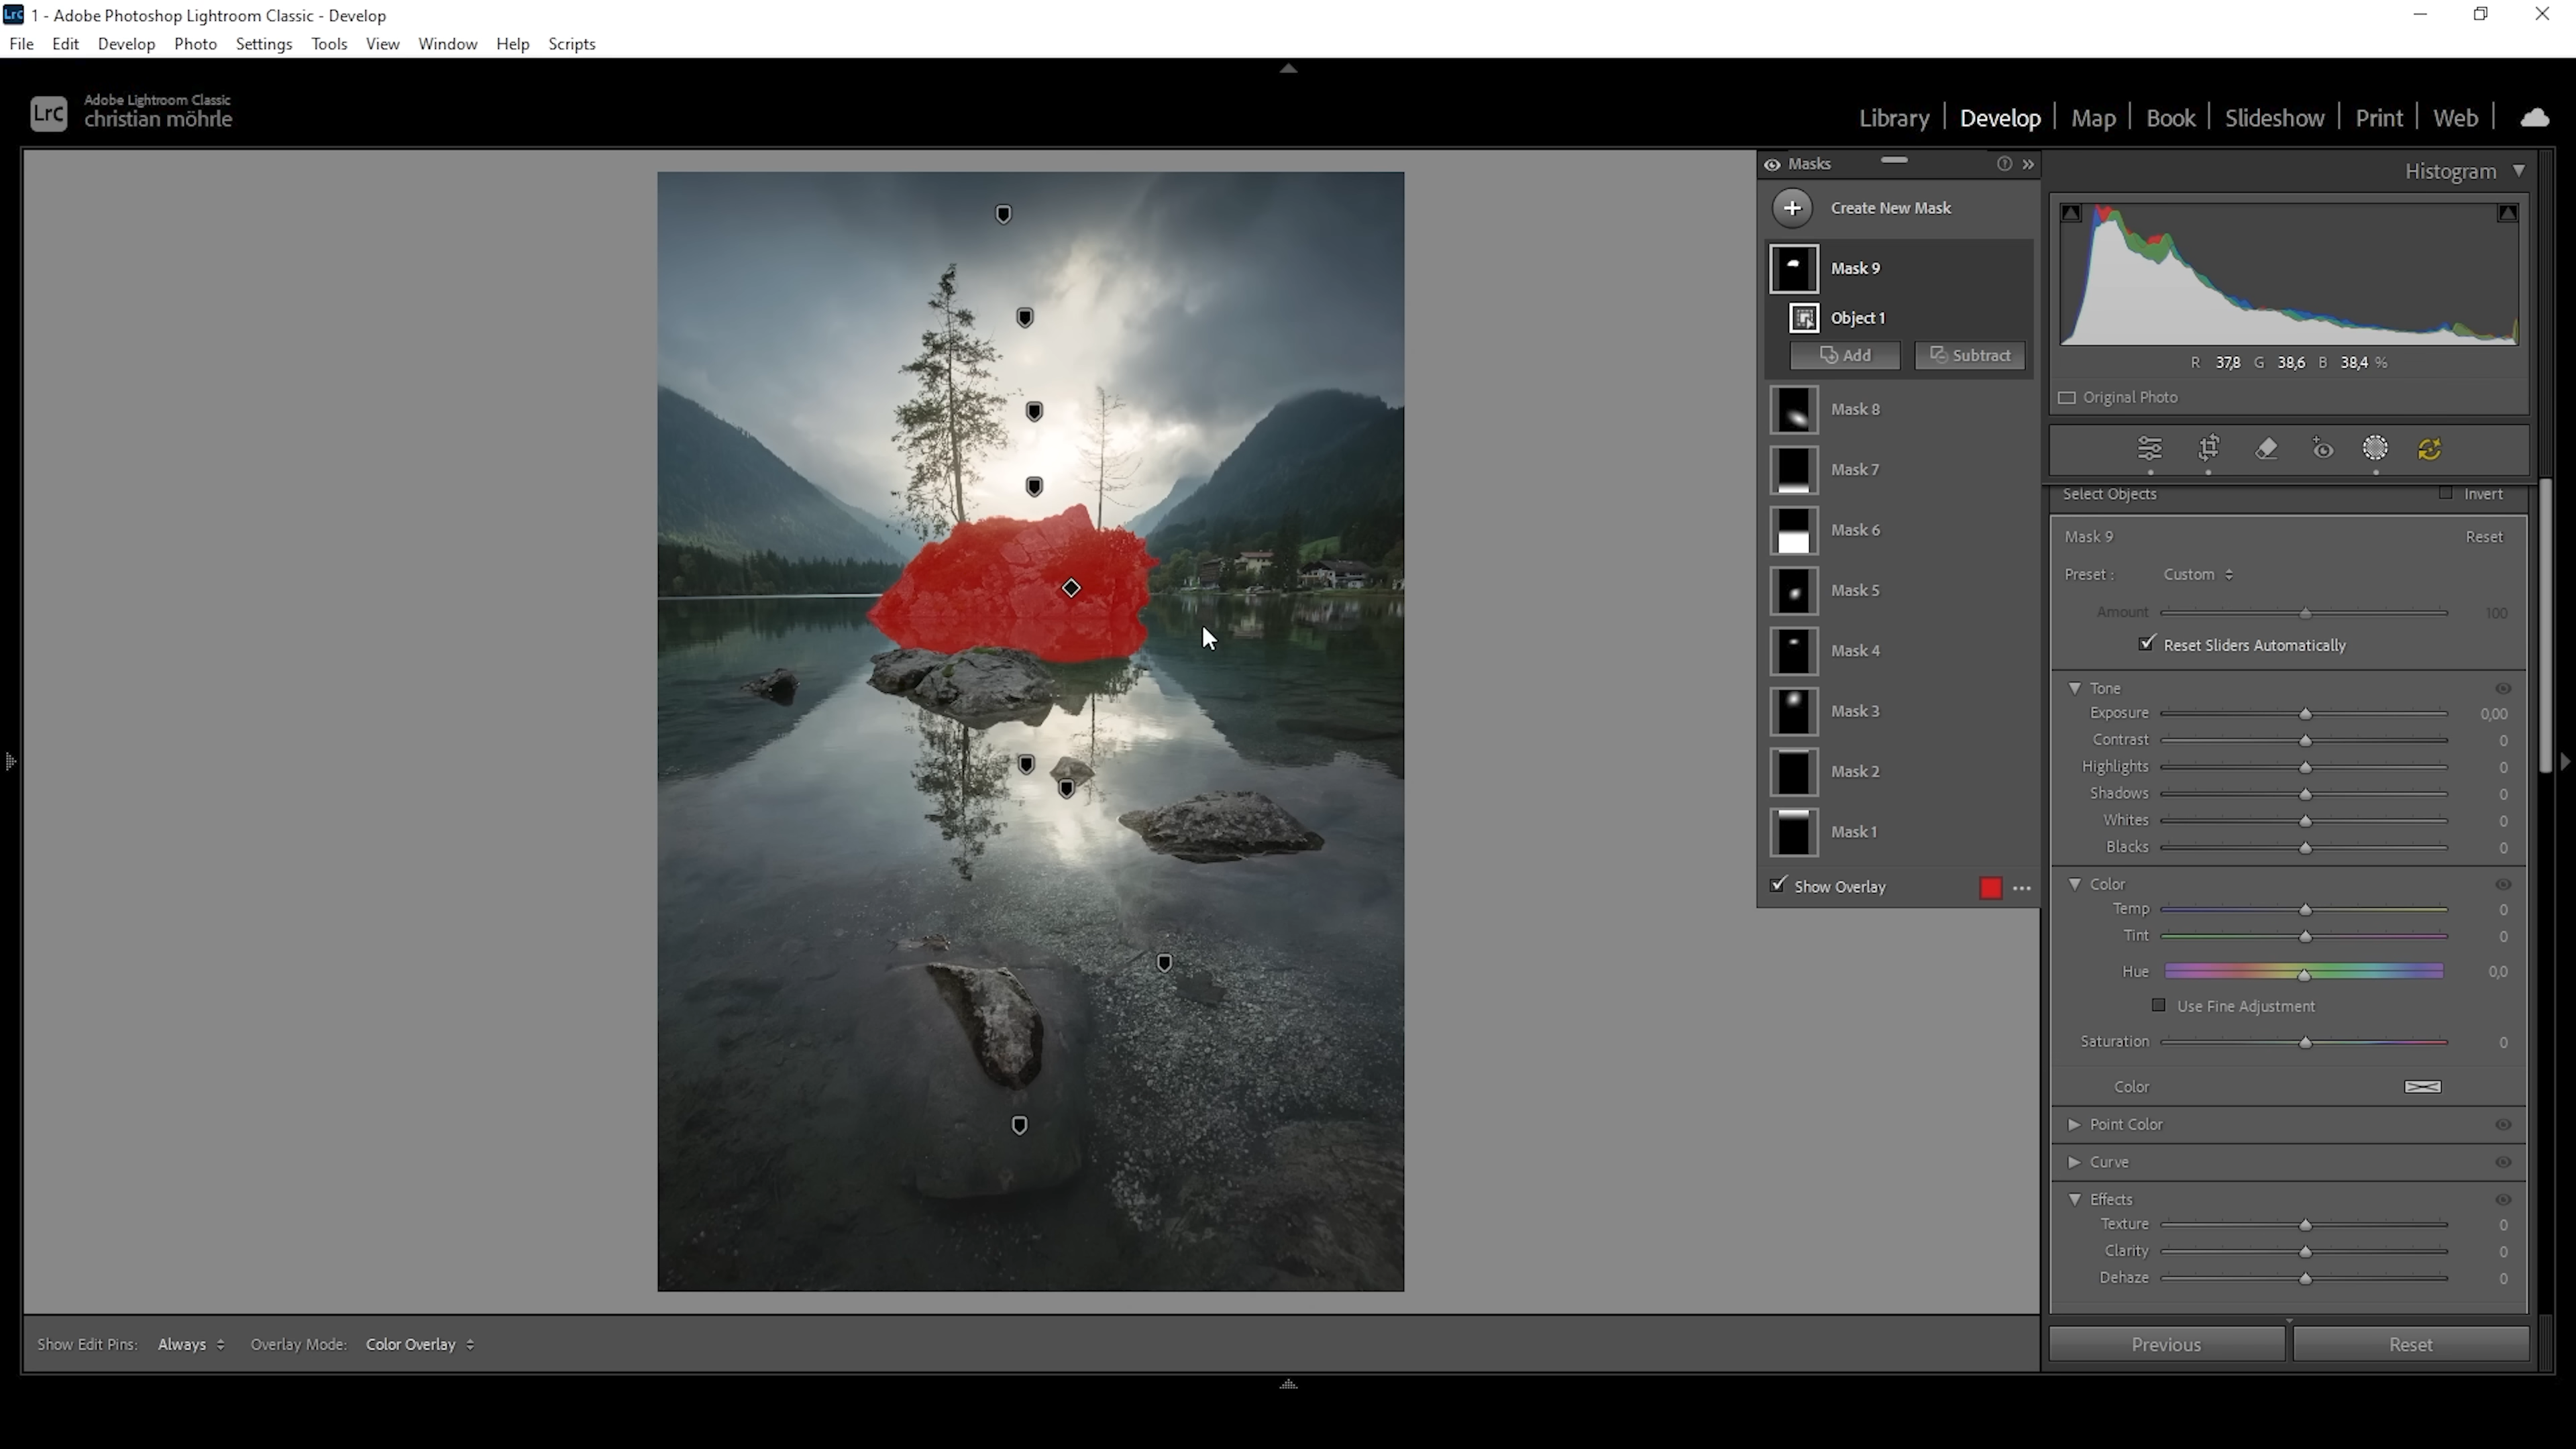 Lrc 1 - Adobe Photoshop Lightroom Classic - Develop
File Edit Develop Photo Settings Tools View Window Help Scripts
Lrc
Adobe Lightroom Classic
christian möhrle
Library | Develop | Map | Book | Slideshow | Print | Web |
Masks
Create New Mask
Mask 9
Object 1
Add Subtract
Mask 8
Mask 7
Mask 6
Mask 5
Mask 4
Mask 3
Mask 2
Mask 1
Show Overlay
Histogram
R 37,8 G 38,6 B 38,4 %
Original Photo
Select Objects Invert
Mask 9 Reset
Preset : Custom
Amount 100
Reset Sliders Automatically
Tone
Exposure 0,00
Contrast 0
Highlights 0
Shadows 0
Whites 0
Blacks 0
Color
Temp 0
Tint 0
Hue 0,0
Use Fine Adjustment
Saturation 0
Color
Point Color
Curve
Effects
Texture 0
Clarity 0
Dehaze 0
Show Edit Pins: Always Overlay Mode: Color Overlay
Previous Reset